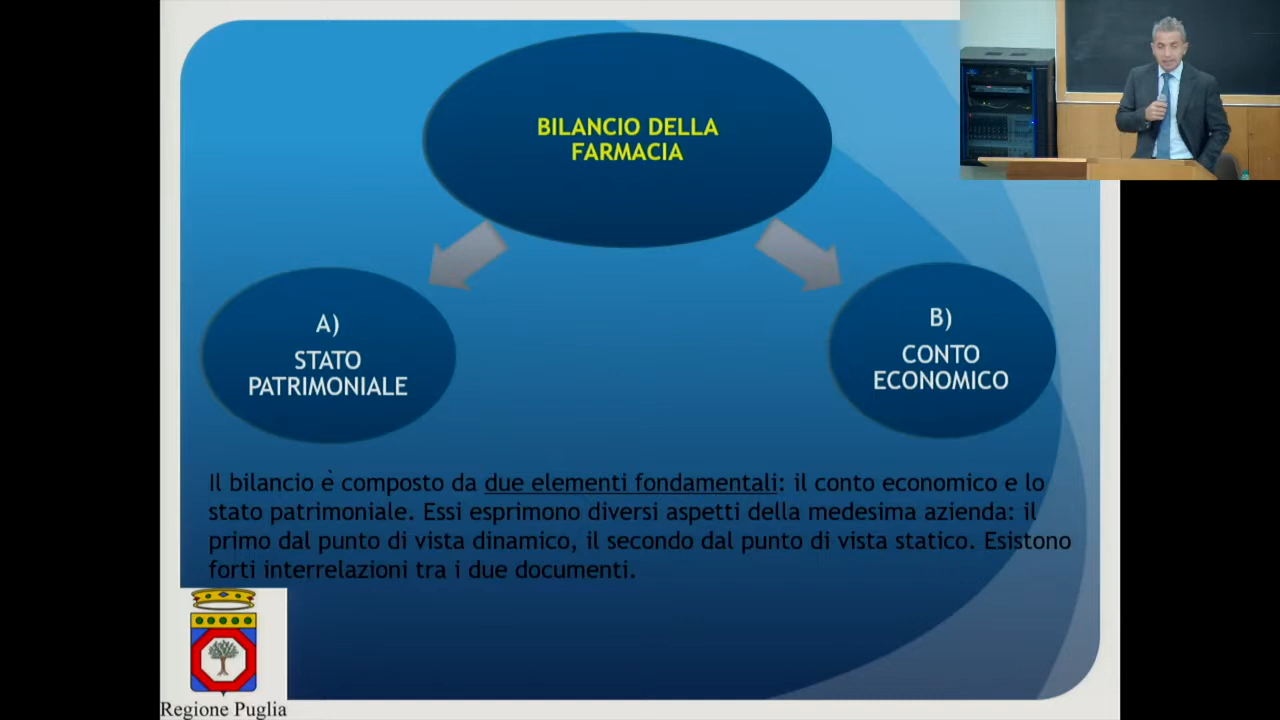 BILANCIO DELLA
FARMACIA
A)
STATO
PATRIMONIALE
B)
CONTO
ECONOMICO
Il bilancio è composto da due elementi fondamentali: il conto economico e lo
stato patrimoniale. Essi esprimono diversi aspetti della medesima azienda: il
primo dal punto di vista dinamico, il secondo dal punto di vista statico. Esistono
forti interrelazioni tra i due documenti.
Regione Puglia